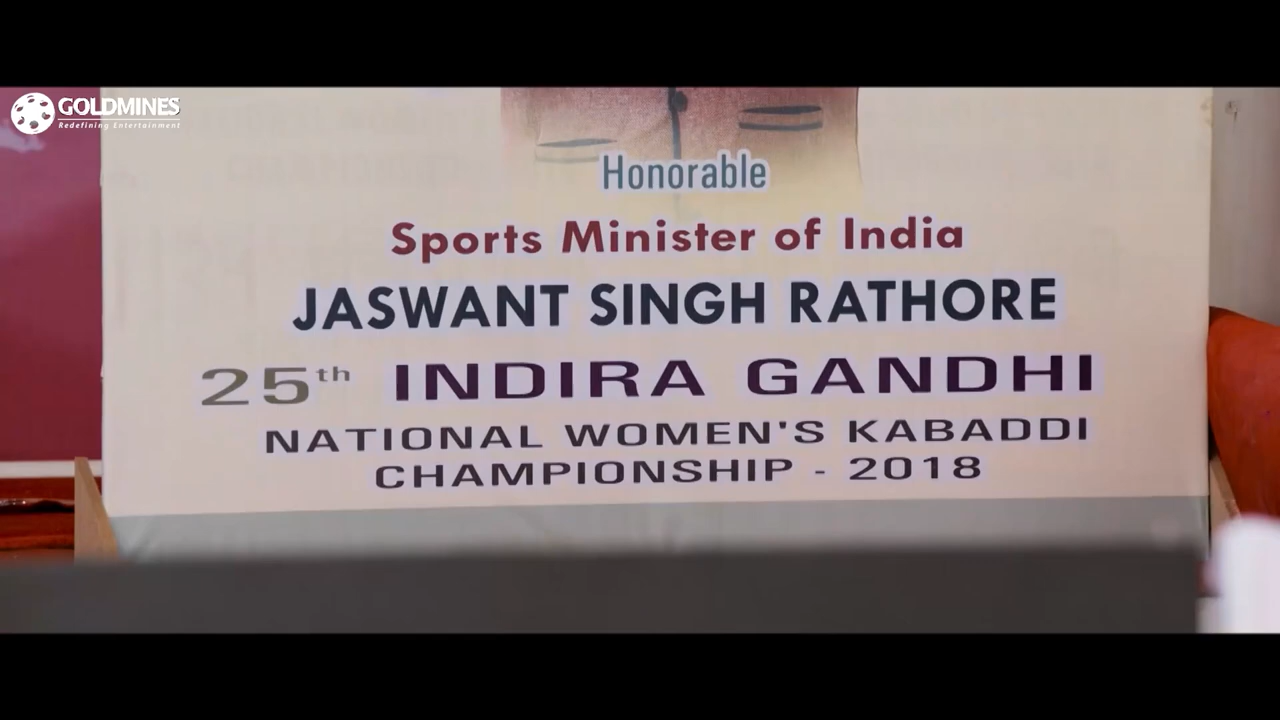 GOLDMINES
Redefining Entertainment
Honorable
Sports Minister of India
JASWANT SINGH RATHORE
25th INDIRA GANDHI
NATIONAL WOMEN'S KABADDI
CHAMPIONSHIP - 2018